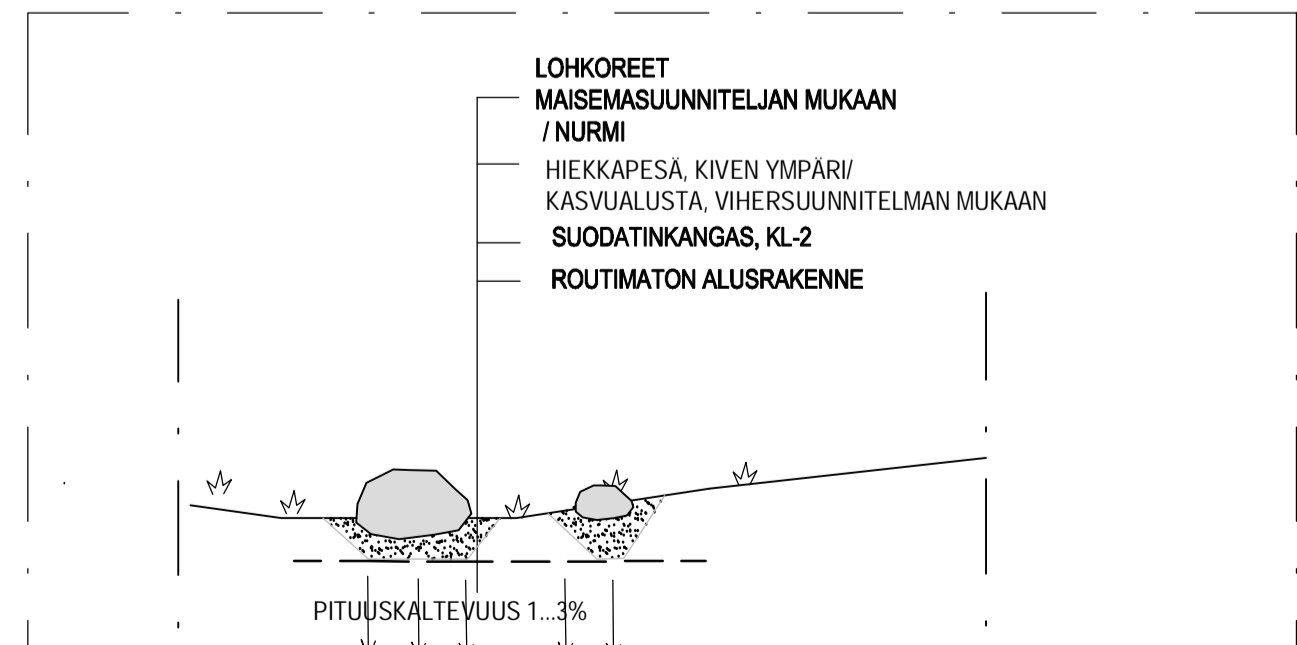 LOHKOREET
MAISEMASUUNNITELJAN MUKAAN
/ NURMI
HIEKKAPESÄ, KIVEN YMPÄRI/
KASVUALUSTA, VIHERSUUNNITELMAN MUKAAN
SUODATINKANGAS, KL-2
ROUTIMATON ALUSRAKENNE
PITUUSKALTEVUUS 1...3%